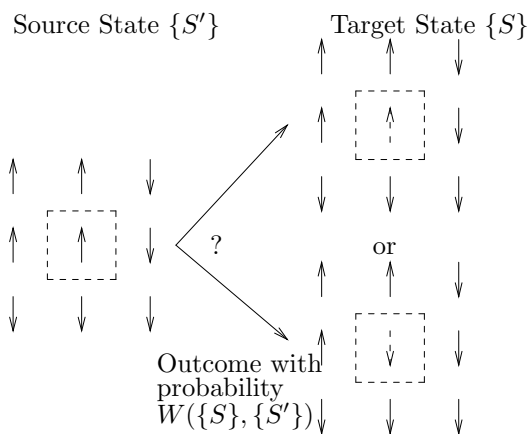 Source State {S′}
Target State {S}
?
or
Outcome with
probability
W({S}, {S′})